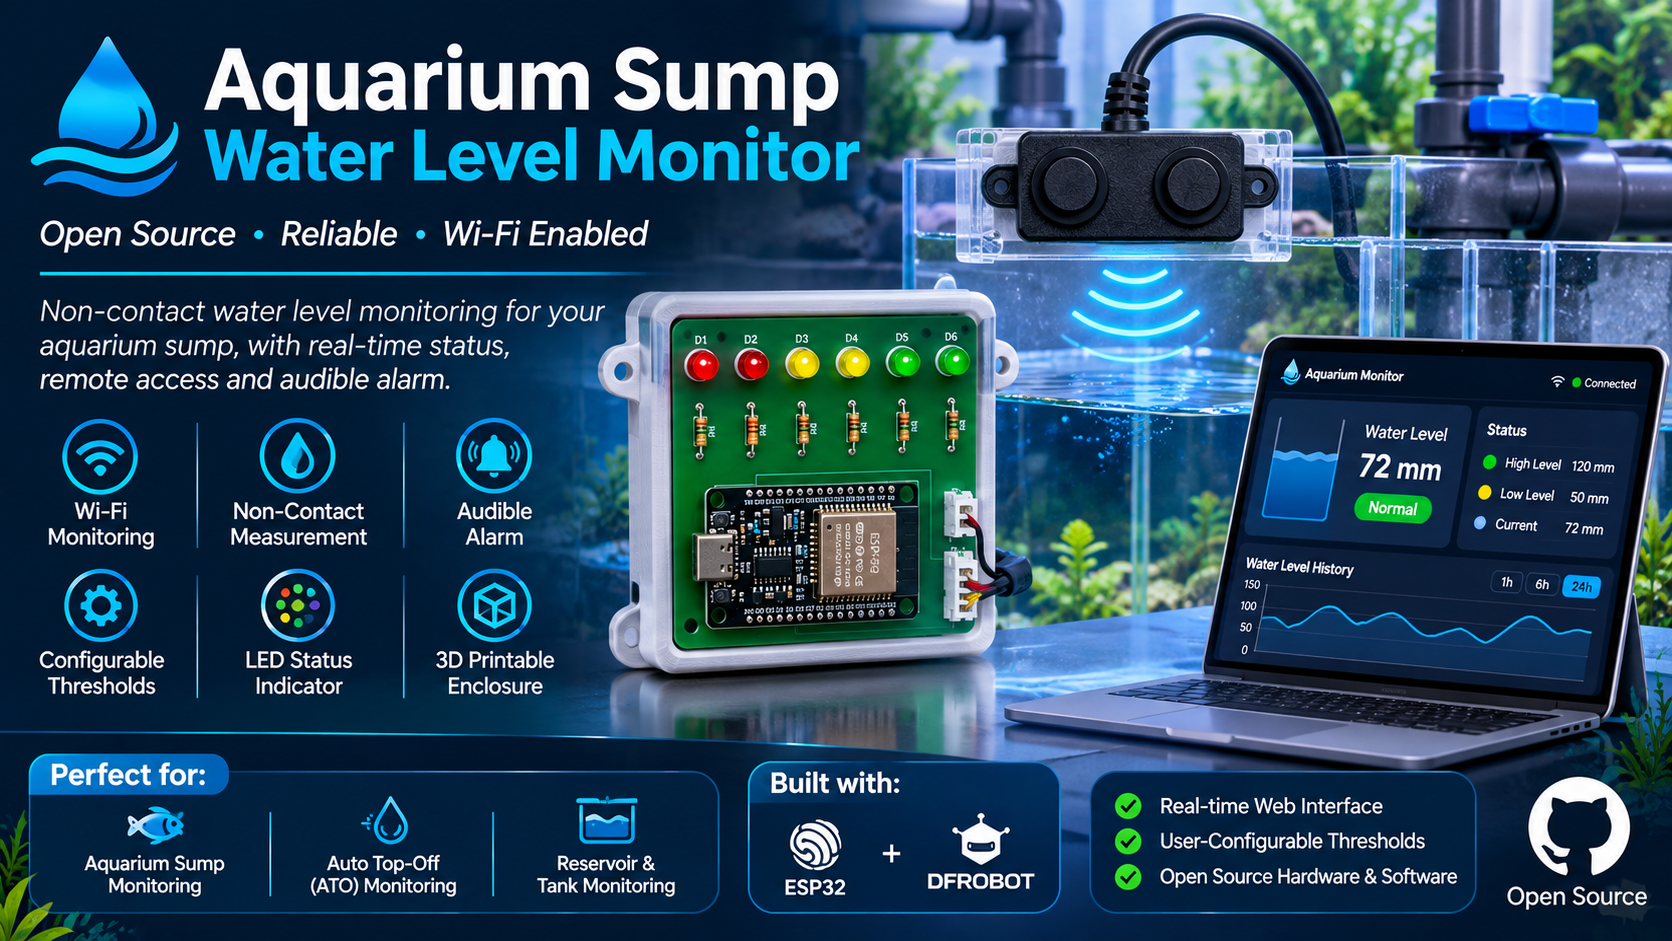 Aquarium Sump
Water Level Monitor
Open Source • Reliable • Wi-Fi Enabled
Non-contact water level monitoring for your
aquarium sump, with real-time status,
remote access and audible alarm.
Wi-Fi
Monitoring
Non-Contact
Measurement
Audible
Alarm
Configurable
Thresholds
LED Status
Indicator
3D Printable
Enclosure
D1
D2
D3
D4
D5
D6
Aquarium Monitor
Connected
Water Level
72 mm
Normal
Status
High Level 120 mm
Low Level 50 mm
Current 72 mm
Water Level History
1h 6h 24h
150
100
50
0
Perfect for:
Aquarium Sump
Monitoring
Auto Top-Off
(ATO) Monitoring
Reservoir &
Tank Monitoring
Built with:
ESP32
+
DFROBOT
Real-time Web Interface
User-Configurable Thresholds
Open Source Hardware & Software
Open Source